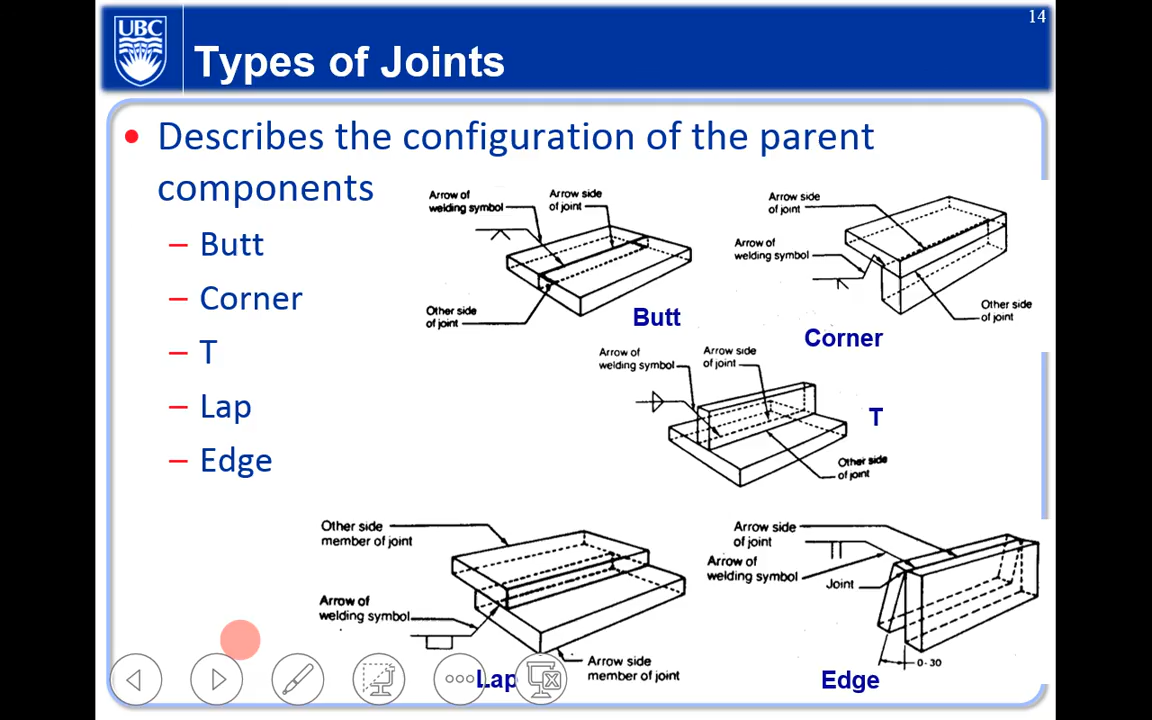 UBC
14
Types of Joints
• Describes the configuration of the parent
components
– Butt
– Corner
– T
– Lap
– Edge
Arrow of
welding symbol
Arrow side
of joint
Other side
of joint
Butt
Arrow side
of joint
Arrow of
welding symbol
Other side
of joint
Corner
Arrow of
welding symbol
Arrow side
of joint
T
Other side
of joint
Other side
member of joint
Arrow of
welding symbol
Arrow side
member of joint
Lap
Arrow side
of joint
Arrow of
welding symbol
Joint
0-30
Edge